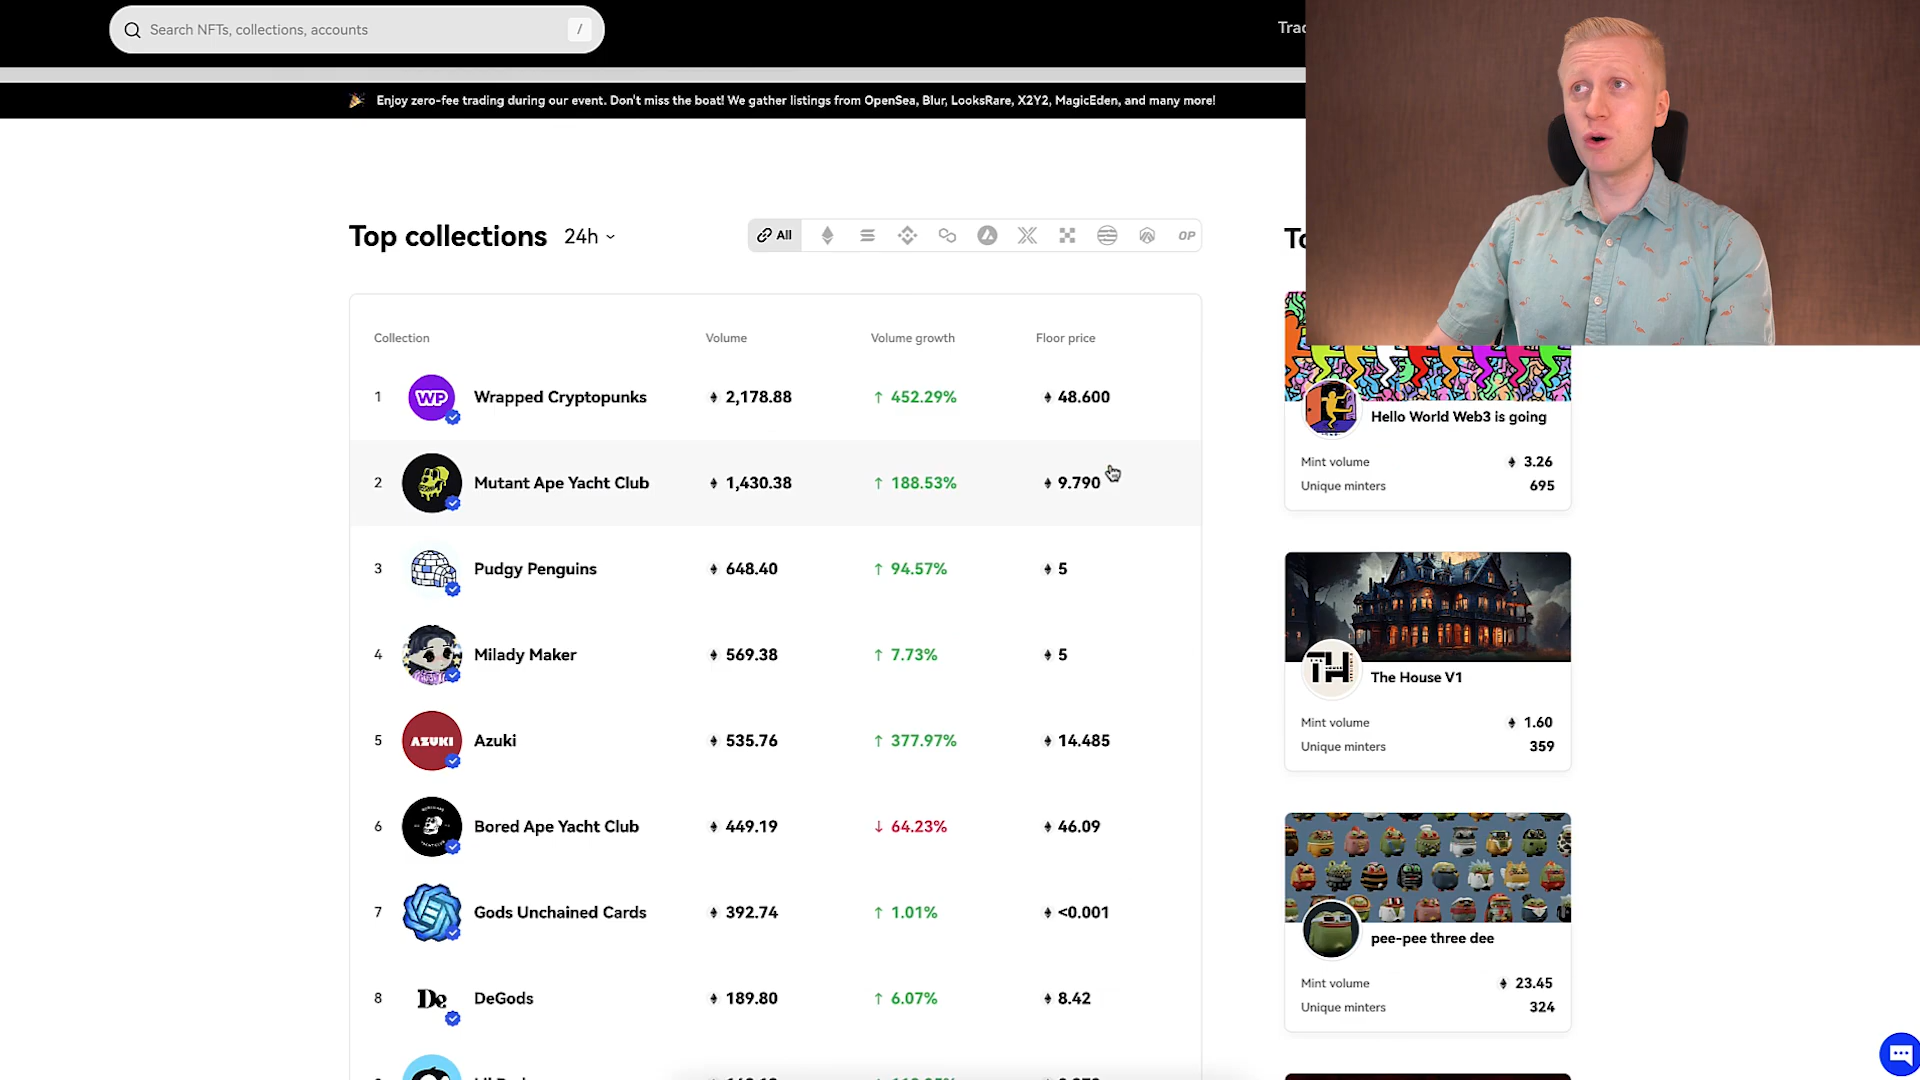 Search NFTs, collections, accounts /
🎉 Enjoy zero-fee trading during our event. Don't miss the boat! We gather listings from OpenSea, Blur, LooksRare, X2Y2, MagicEden, and many more!
Top collections 24h
All
OP
Collection Volume Volume growth Floor price
1 WP Wrapped Cryptopunks 2,178.88 ↑ 452.29% 48.600
2 Mutant Ape Yacht Club 1,430.38 ↑ 188.53% 9.790
3 Pudgy Penguins 648.40 ↑ 94.57% 5
4 Milady Maker 569.38 ↑ 7.73% 5
5 AZUKI Azuki 535.76 ↑ 377.97% 14.485
6 Bored Ape Yacht Club 449.19 ↓ 64.23% 46.09
7 Gods Unchained Cards 392.74 ↑ 1.01% <0.001
8 De DeGods 189.80 ↑ 6.07% 8.42
Hello World Web3 is going
Mint volume 3.26
Unique minters 695
TH The House V1
Mint volume 1.60
Unique minters 359
pee-pee three dee
Mint volume 23.45
Unique minters 324